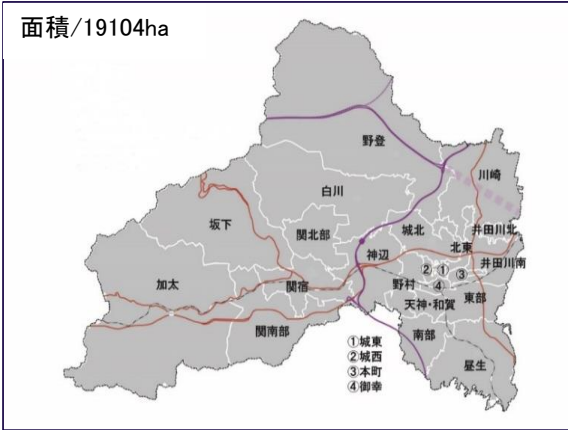 面積/19104ha
野登
川崎
白川
坂下
関北部
城北
井田川北
北東
神辺
井田川南
②
①
③
加太
関宿
野村
④
東部
天神・和賀
関南部
南部
①城東
②城西
③本町
④御幸
昼生